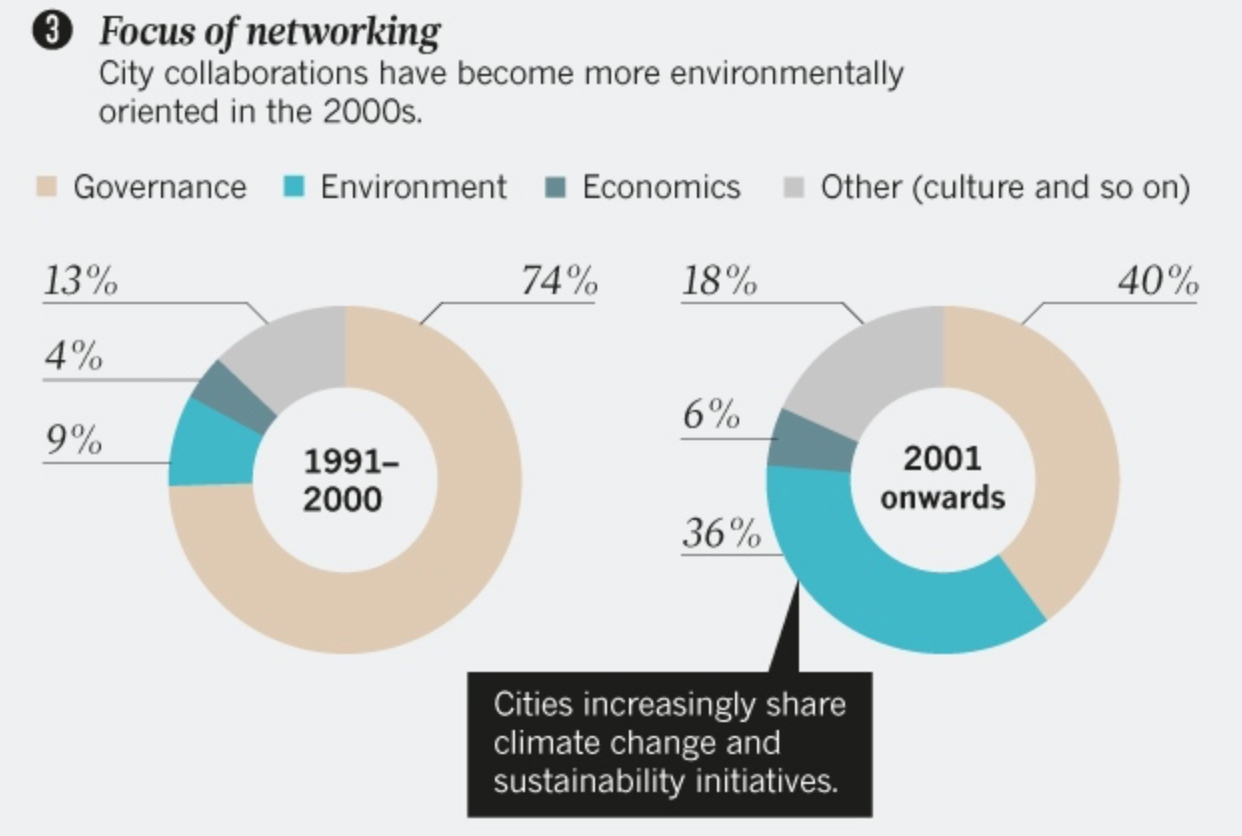 3 Focus of networking
City collaborations have become more environmentally
oriented in the 2000s.
Governance Environment Economics Other (culture and so on)
13%
74%
4%
9%
1991–
2000
18%
40%
6%
36%
2001
onwards
Cities increasingly share
climate change and
sustainability initiatives.